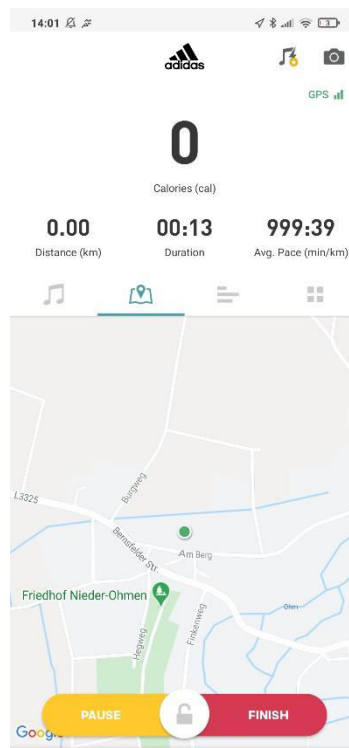 14:01
3
adidas
GPS
0
Calories (cal)
0.00
00:13
999:39
Distance (km)
Duration
Avg. Pace (min/km)
L3325
Burgweg
Bernsfelder Str.
Am Berg
Friedhof Nieder-Ohmen
Hegweg
Finkenweg
Ohm
PAUSE
FINISH